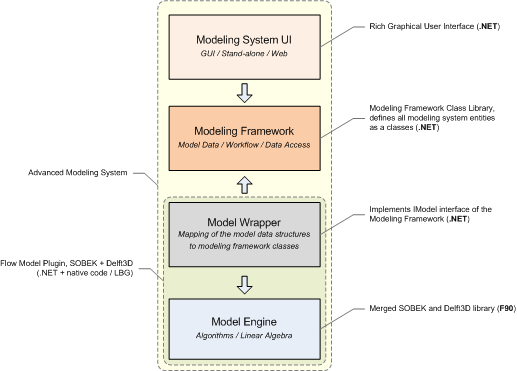 Modeling System UI
GUI / Stand-alone / Web
Rich Graphical User Interface (.NET)
Modeling Framework
Model Data / Workflow / Data Access
Modeling Framework Class Library,
defines all modeling system entities
as a classes (.NET)
Advanced Modeling System
Model Wrapper
Mapping of the model data structures
to modeling framework classes
Implements IModel interface of the
Modeling Framework (.NET)
Flow Model Plugin, SOBEK + Delft3D
(.NET + native code / LBG)
Model Engine
Algorithms / Linear Algebra
Merged SOBEK and Delft3D library (F90)